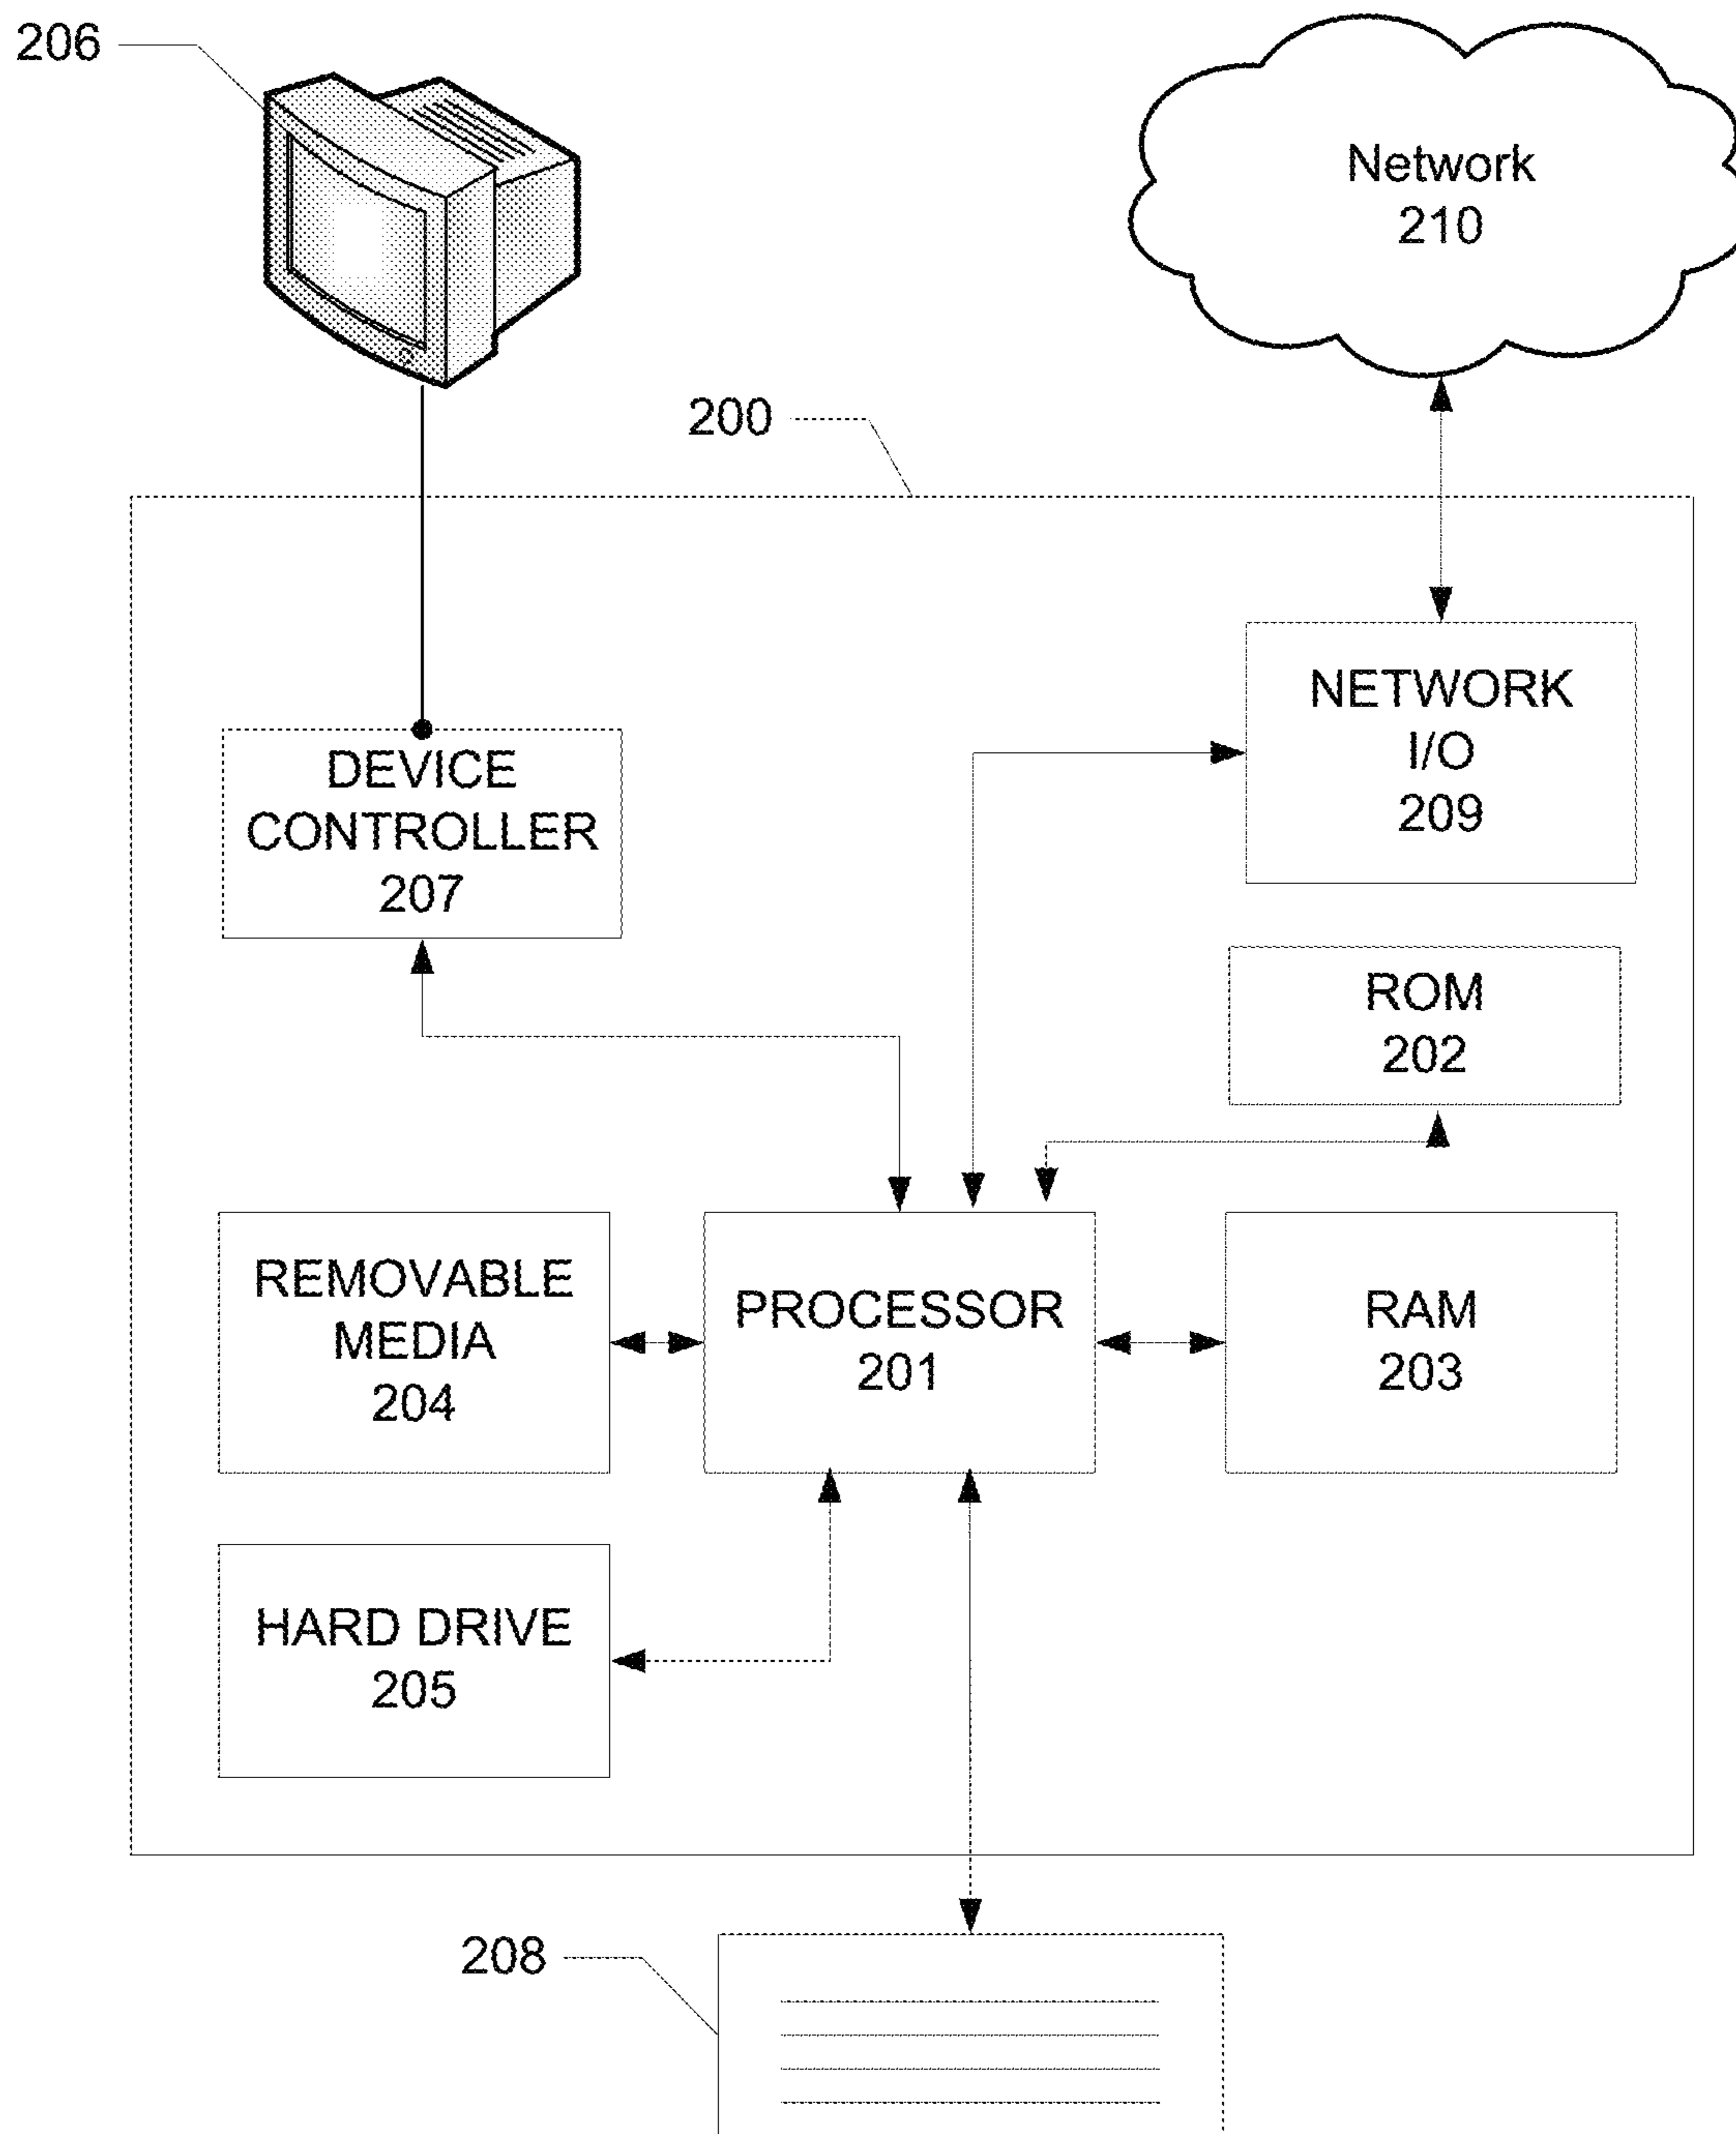 206
Network
210
200
NETWORK
I/O
209
DEVICE
CONTROLLER
207
ROM
202
REMOVABLE
MEDIA
204
PROCESSOR
201
RAM
203
HARD DRIVE
205
208